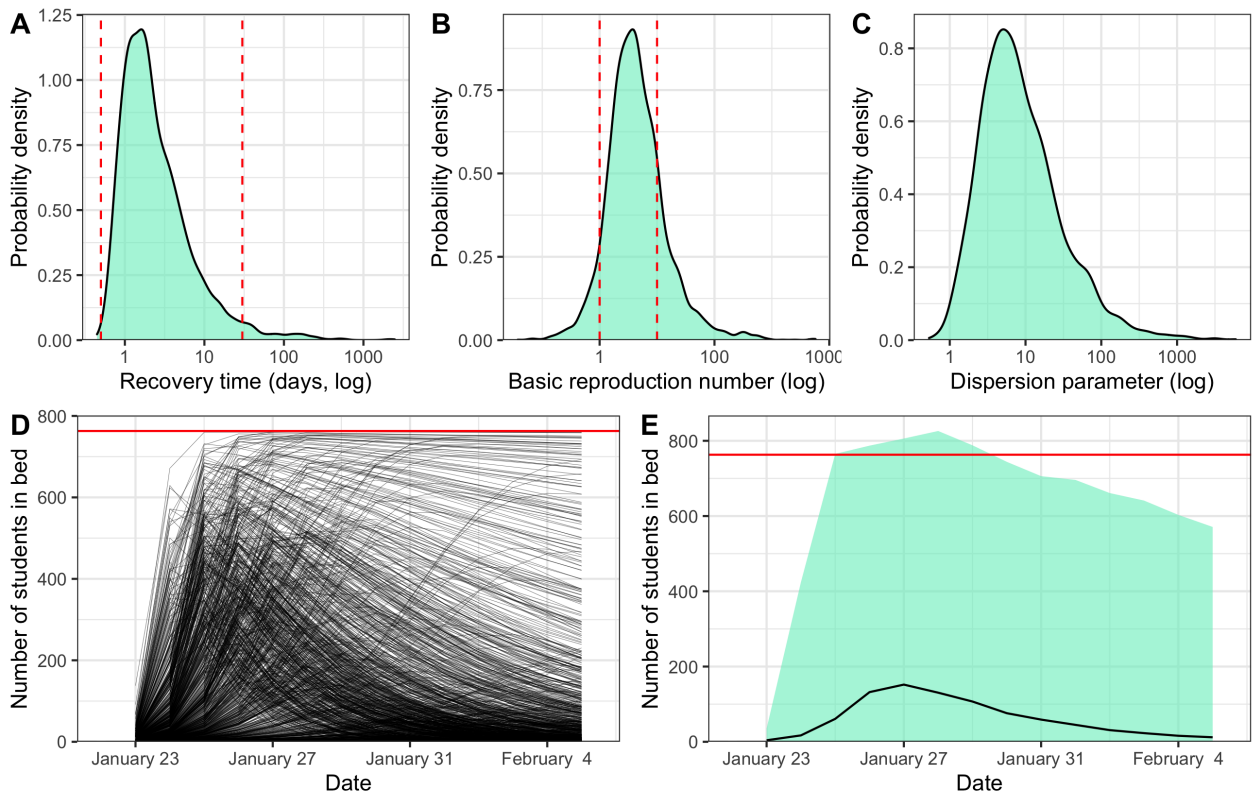 A
Probability density
1.25
1.00
0.75
0.50
0.25
0.00
1 10 100 1000
Recovery time (days, log)
B
Probability density
0.75
0.50
0.25
0.00
1 100 1000
Basic reproduction number (log)
C
Probability density
0.8
0.6
0.4
0.2
0.0
1 10 100 1000
Dispersion parameter (log)
D
Number of students in bed
800
600
400
200
0
January 23 January 27 January 31 February 4
Date
E
Number of students in bed
800
600
400
200
0
January 23 January 27 January 31 February 4
Date